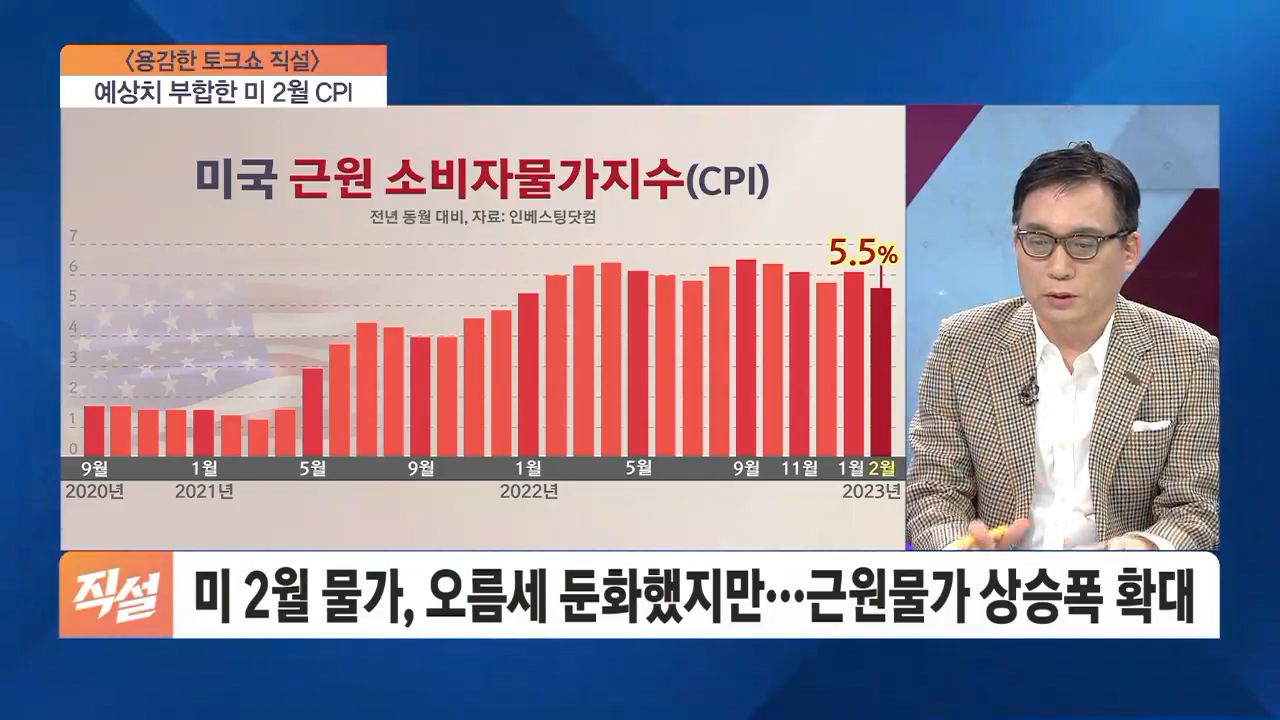 <용감한 토크쇼 직설>
예상치 부합한 미 2월 CPI
미국 근원 소비자물가지수(CPI)
전년 동월 대비, 자료: 인베스팅닷컴
7
6
5
4
3
2
1
0
5.5%
9월 1월 5월 9월 1월 5월 9월 11월 1월 2월
2020년 2021년 2022년 2023년
직설
미 2월 물가, 오름세 둔화했지만…근원물가 상승폭 확대